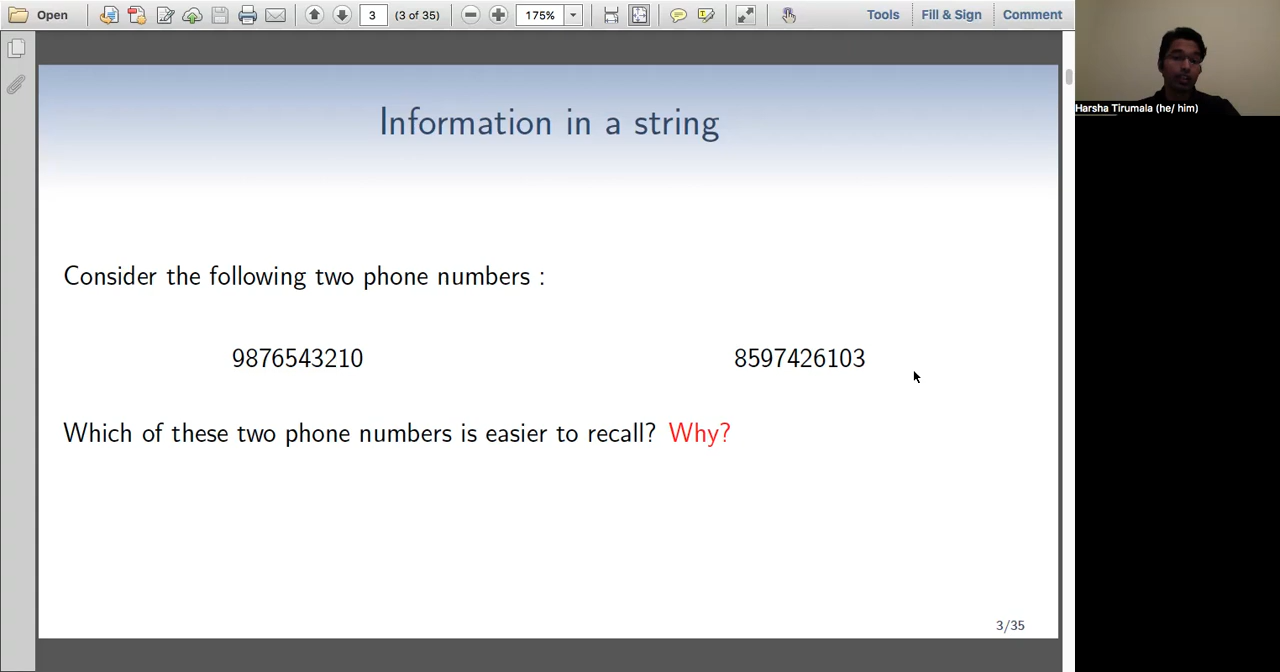 Open
3
(3 of 35)
175%
Tools
Fill & Sign
Comment
Harsha Tirumala (he/ him)
Information in a string
Consider the following two phone numbers :
9876543210
8597426103
Which of these two phone numbers is easier to recall? Why?
3/35